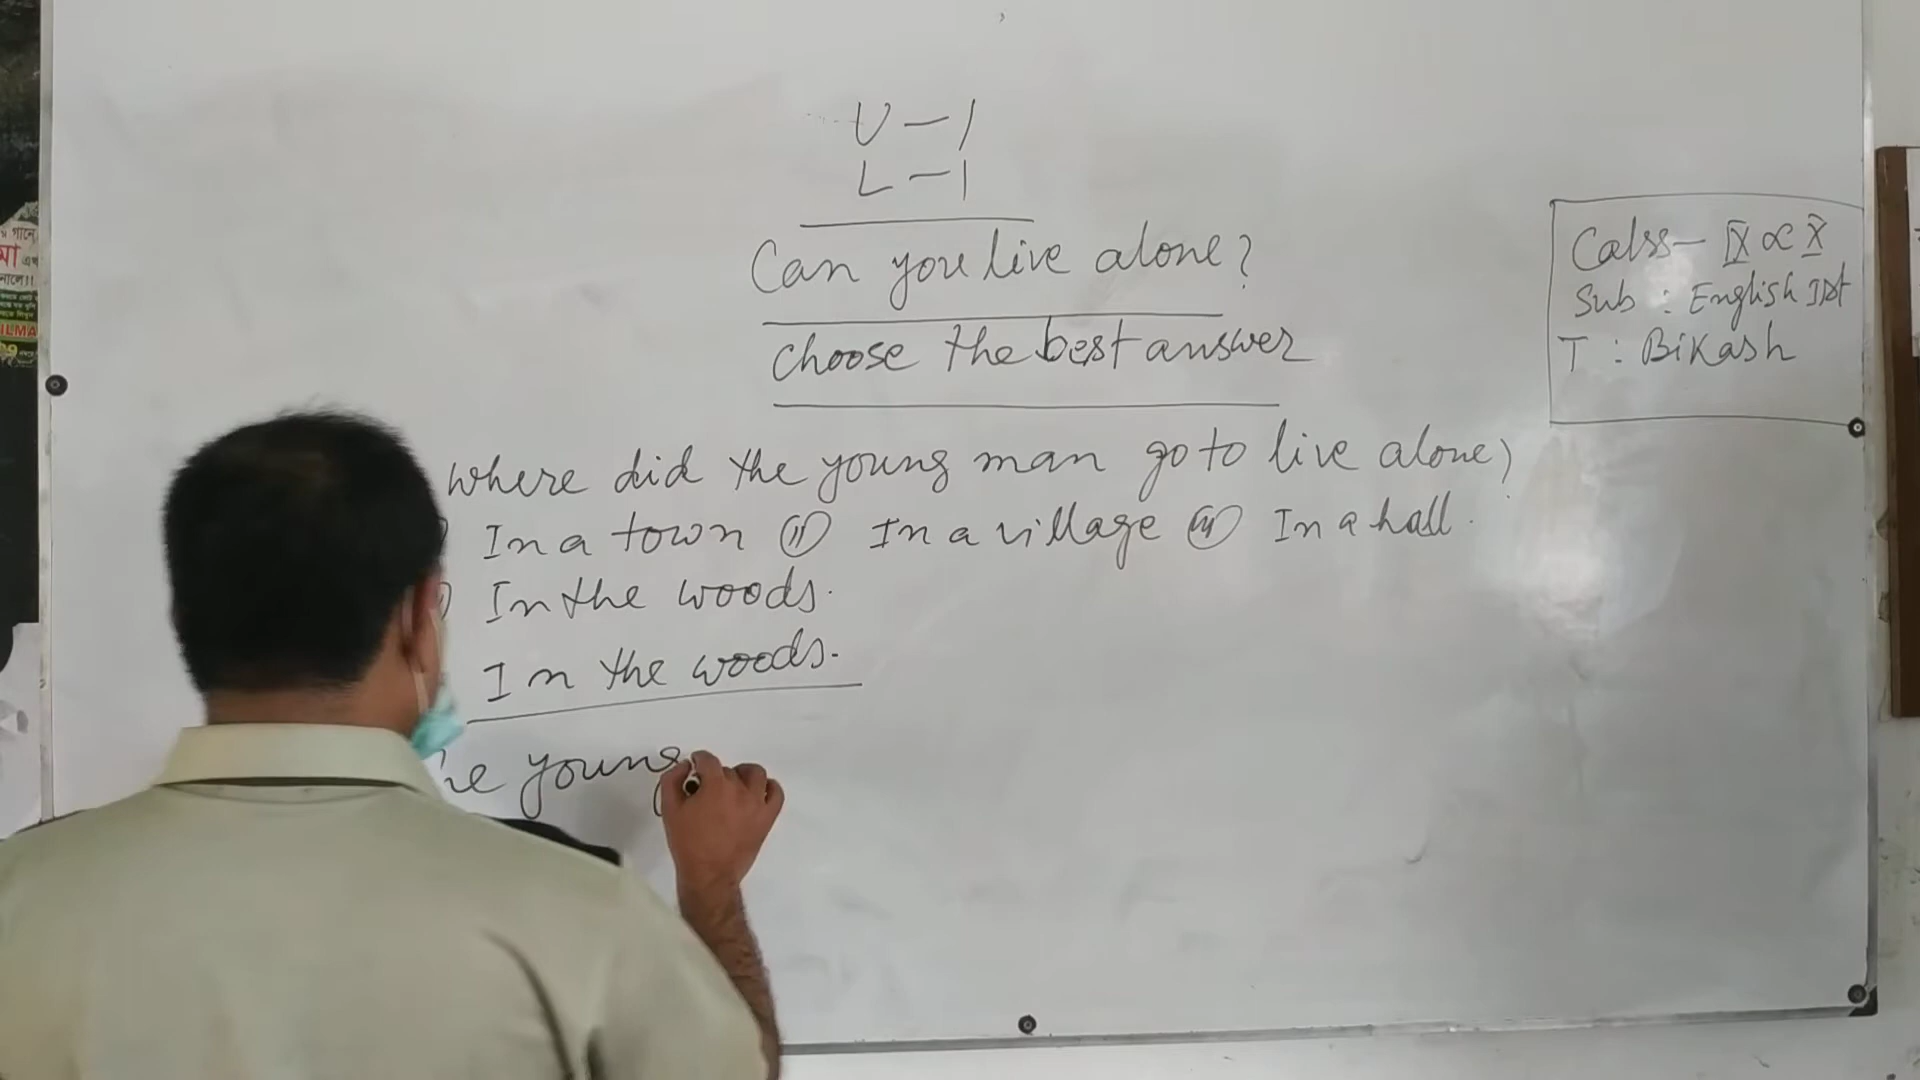 U-1
L-1
Can you live alone?
choose the best answer
Where did the young man go to live alone?
In a town (ii) In a village (iii) In a hall.
In the woods.
In the woods.
he young
Calss- IX & X
Sub : English 1st
T : Bikash
গানে
মা
ILMA